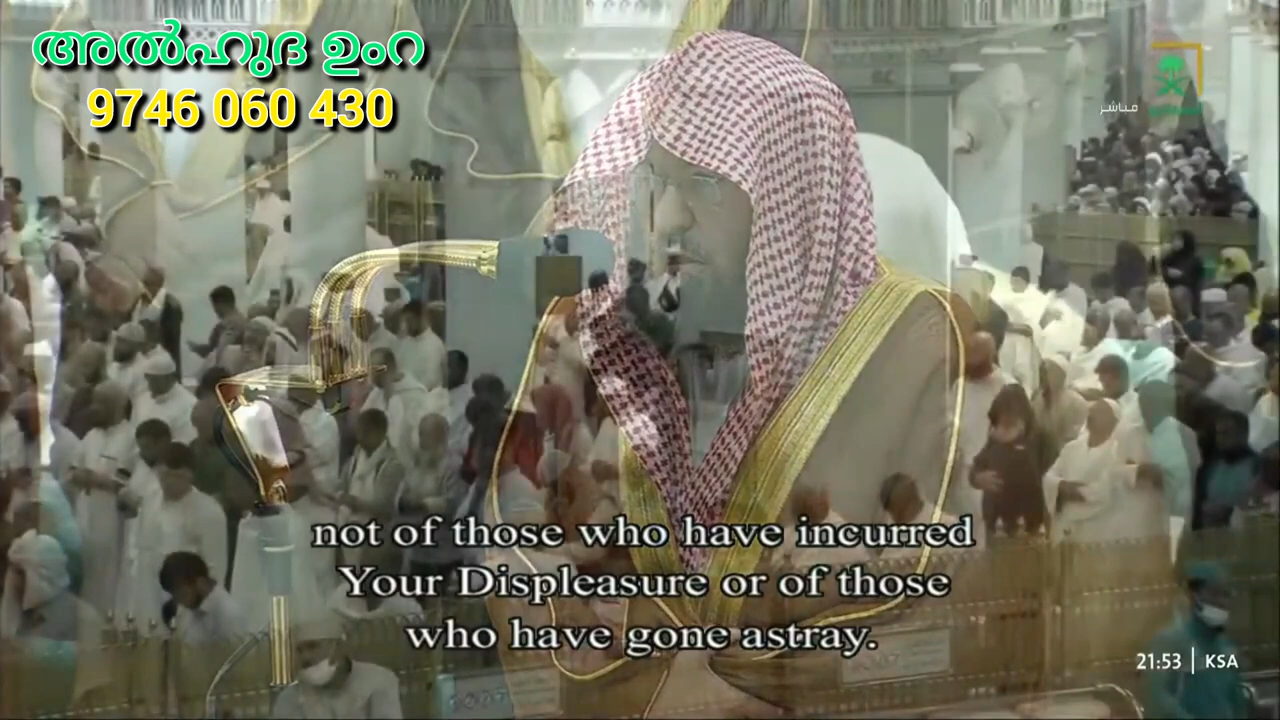 അൽഹുദ ഉംറ
9746 060 430
مباشر
not of those who have incurred
Your Displeasure or of those
who have gone astray.
21:53 | KSA